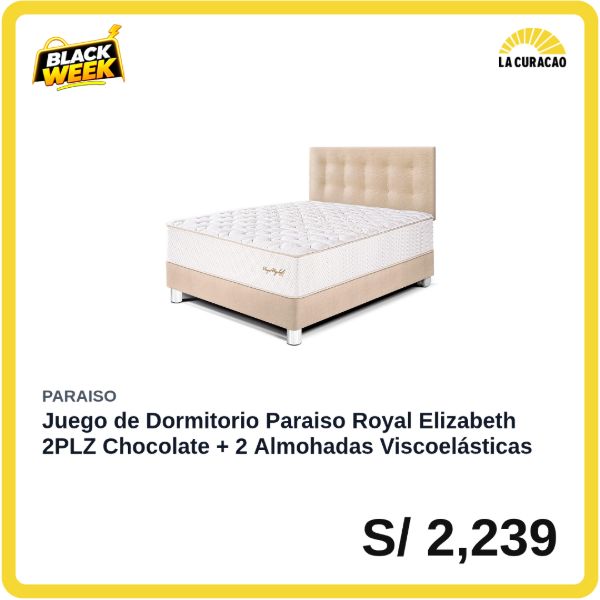 BLACK
WEEK
LA CURACAO
PARAISO
Juego de Dormitorio Paraiso Royal Elizabeth
2PLZ Chocolate + 2 Almohadas Viscoelásticas
S/ 2,239